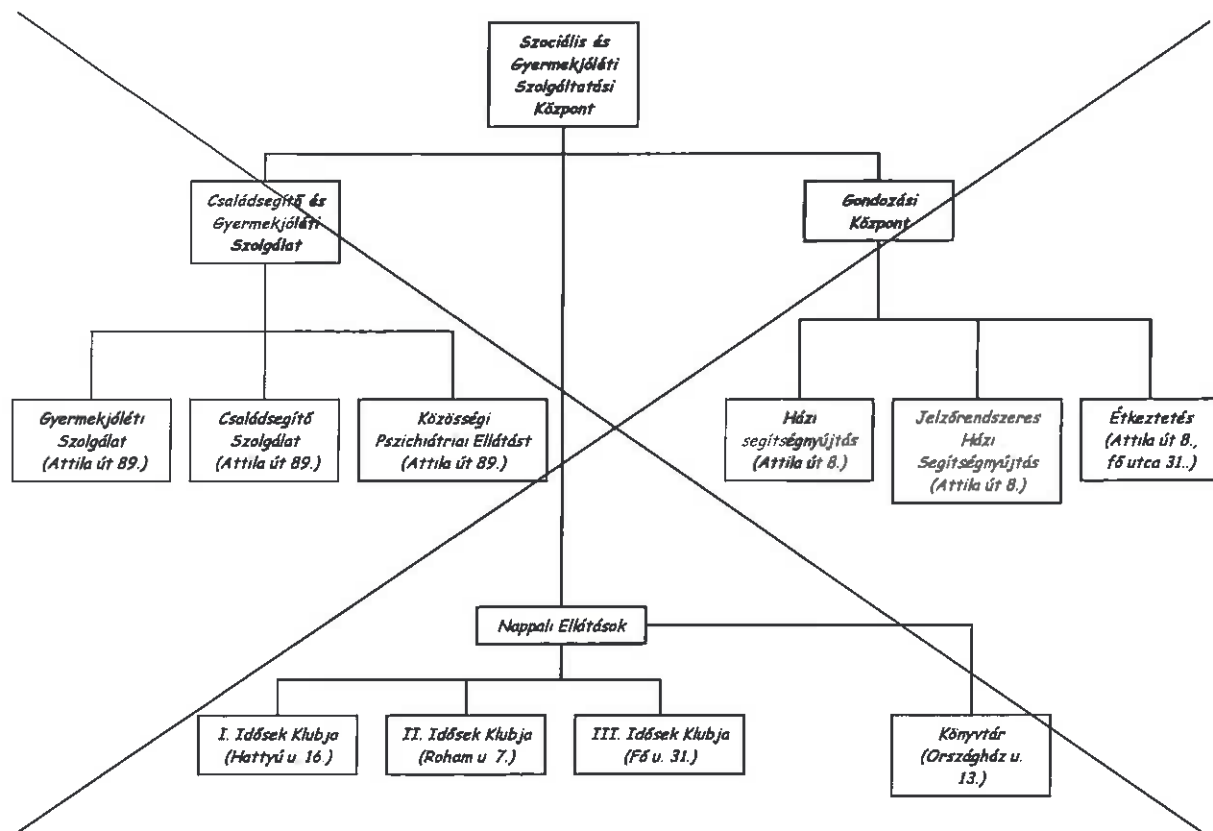 Szociális és
Gyermekjóléti
Szolgáltatási
Központ
Családsegítő és
Gyermekjóléti
Szolgálat
Gondozási
Központ
Gyermekjóléti
Szolgálat
(Attila út 89.)
Családsegítő
Szolgálat
(Attila út 89.)
Közösségi
Pszichiátriai Ellátást
(Attila út 89.)
Házi
segítségnyújtás
(Attila út 8.)
Jelzőrendszeres
Házi
Segítségnyújtás
(Attila út 8.)
Étkeztetés
(Attila út 8.,
fő utca 31..)
Nappali Ellátások
I. Idősek Klubja
(Hattyú u. 16.)
II. Idősek Klubja
(Roham u 7.)
III. Idősek Klubja
(Fő u. 31.)
Könyvtár
(Országház u.
13.)